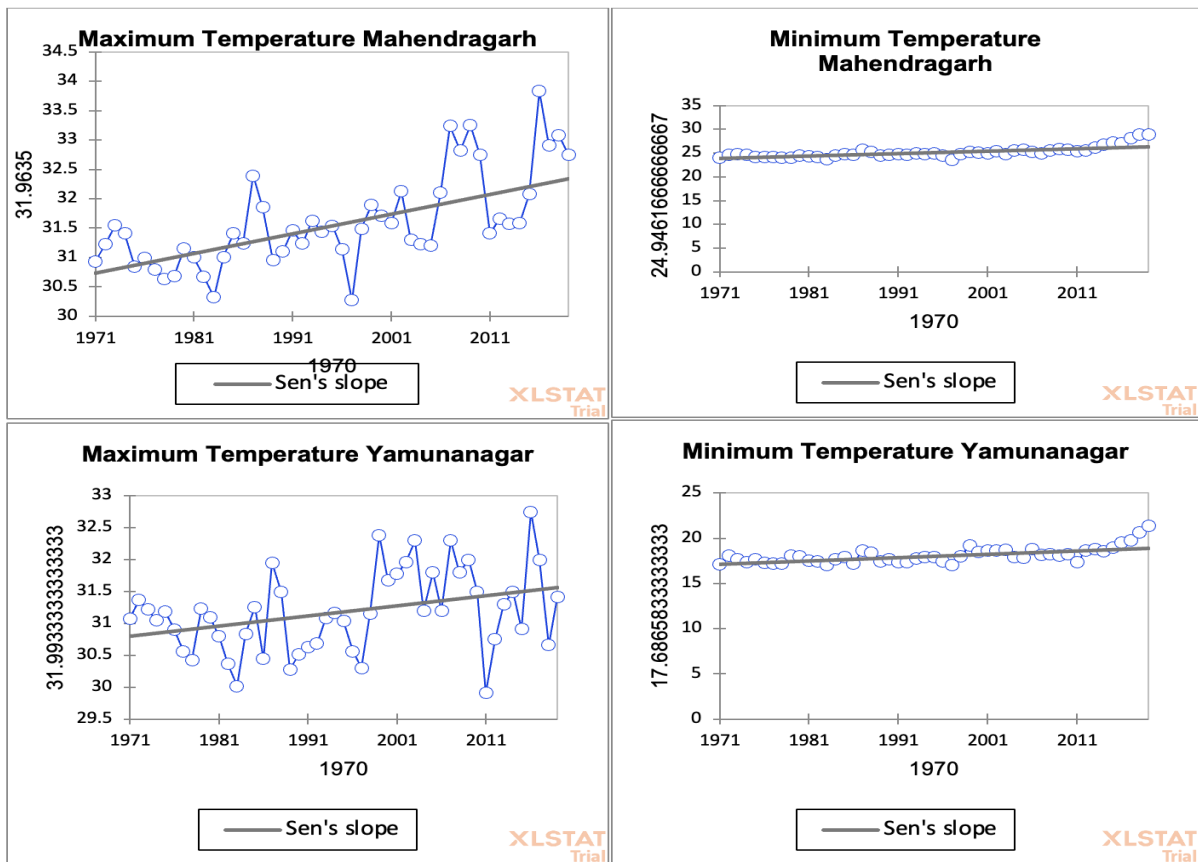 Maximum Temperature Mahendragarh
34.5
34
33.5
33
32.5
32
31.5
31
30.5
30
31.9635
1971 1981 1991 2001 2011
1970
Sen's slope
XLSTAT
Trial
Minimum Temperature
Mahendragarh
35
30
25
20
15
10
5
0
24.9461666666667
1971 1981 1991 2001 2011
1970
Sen's slope
XLSTAT
Trial
Maximum Temperature Yamunanagar
33
32.5
32
31.5
31
30.5
30
29.5
31.9933333333333
1971 1981 1991 2001 2011
1970
Sen's slope
XLSTAT
Trial
Minimum Temperature Yamunanagar
25
20
15
10
5
0
17.6865833333333
1971 1981 1991 2001 2011
1970
Sen's slope
XLSTAT
Trial